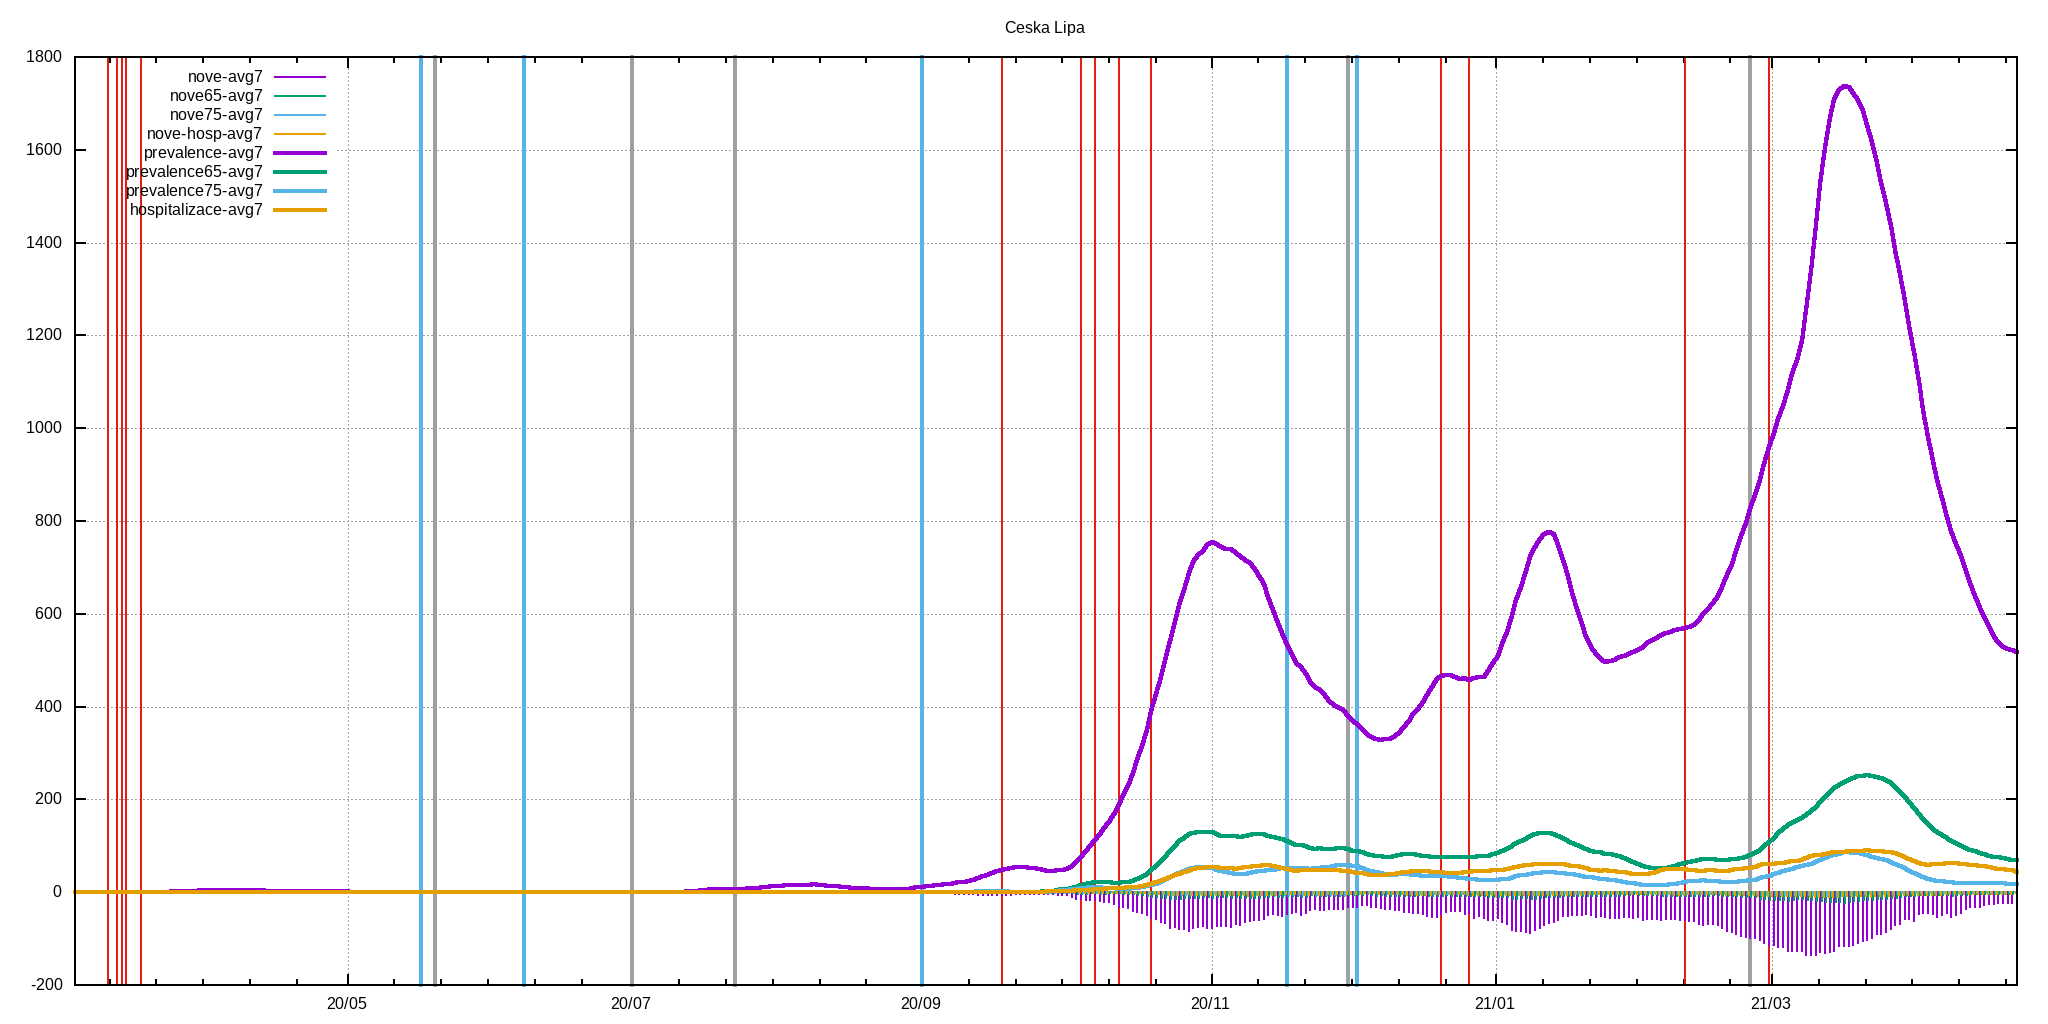 Ceska Lipa
1800
1600
1400
1200
1000
800
600
400
200
0
-200
nove-avg7
nove65-avg7
nove75-avg7
nove-hosp-avg7
prevalence-avg7
prevalence65-avg7
prevalence75-avg7
hospitalizace-avg7
20/05 20/07 20/09 20/11 21/01 21/03